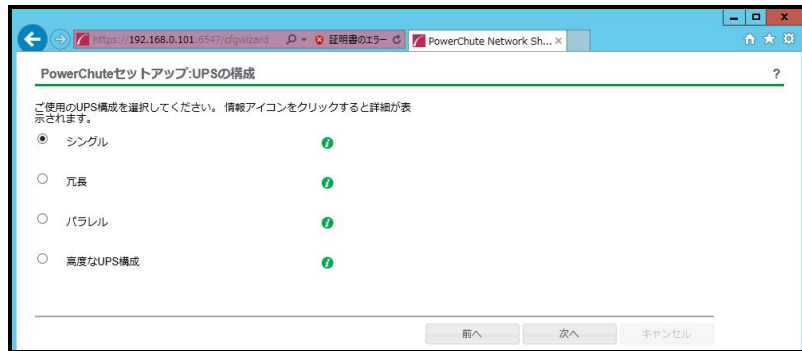 https://192.168.0.101:6547/cfgwizard
証明書のエラー
PowerChute Network Sh...
PowerChuteセットアップ:UPSの構成
?
ご使用のUPS構成を選択してください。 情報アイコンをクリックすると詳細が表
示されます。
シングル
冗長
パラレル
高度なUPS構成
前へ
次へ
キャンセル